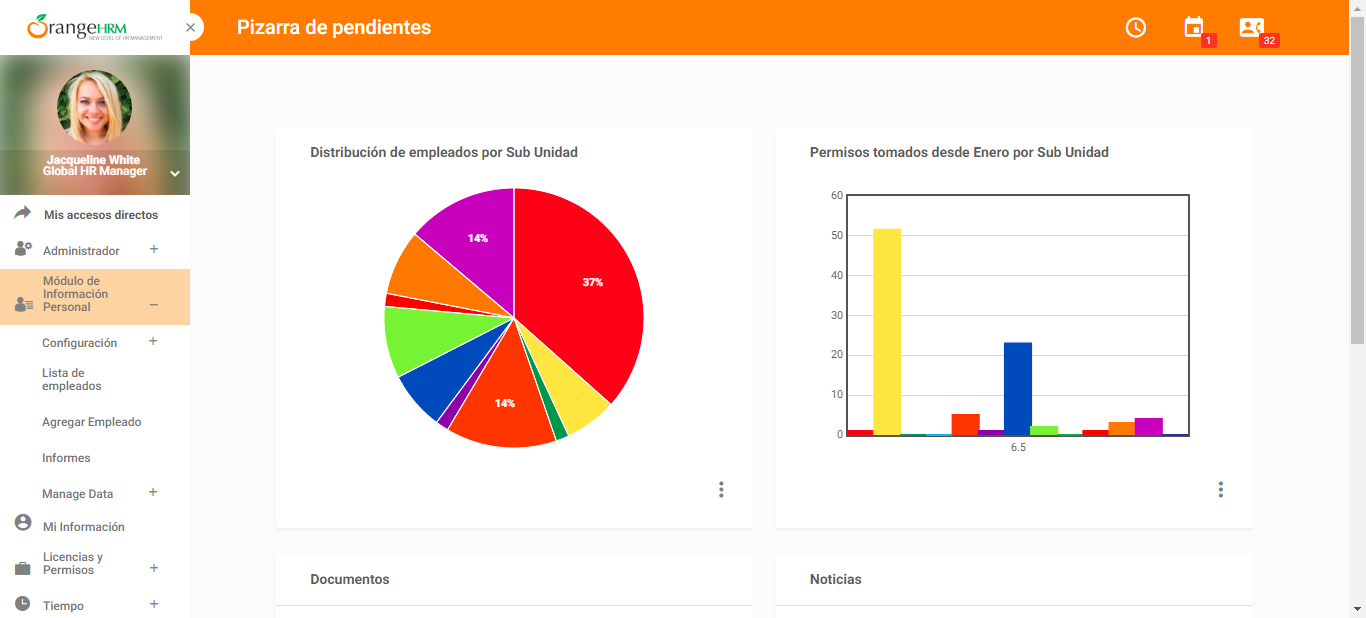 OrangeHRM
NEW LEVEL OF HR MANAGEMENT
Pizarra de pendientes
1
32
Jacqueline White
Global HR Manager
Mis accesos directos
Administrador
Módulo de
Información
Personal
Configuración
Lista de
empleados
Agregar Empleado
Informes
Manage Data
Mi Información
Licencias y
Permisos
Tiempo
Distribución de empleados por Sub Unidad
14%
37%
14%
Permisos tomados desde Enero por Sub Unidad
60
50
40
30
20
10
0
6.5
Documentos
Noticias